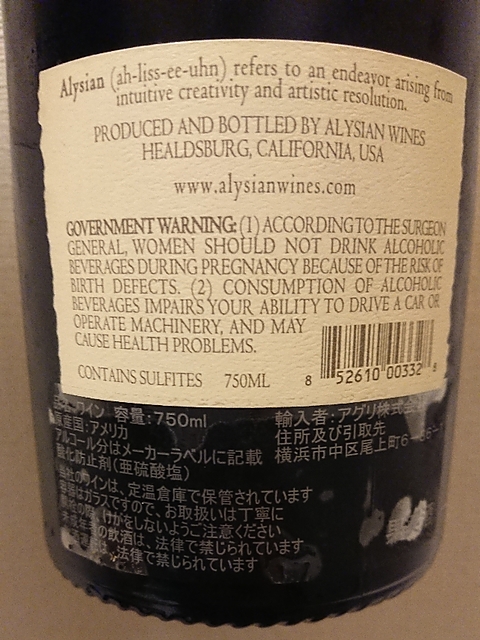 Alysian (ah-liss-ee-uhn) refers to an endeavor arising from
intuitive creativity and artistic resolution.
PRODUCED AND BOTTLED BY ALYSIAN WINES
HEALDSBURG, CALIFORNIA, USA
www.alysianwines.com
GOVERNMENT WARNING: (1) ACCORDING TO THE SURGEON
GENERAL, WOMEN SHOULD NOT DRINK ALCOHOLIC
BEVERAGES DURING PREGNANCY BECAUSE OF THE RISK OF
BIRTH DEFECTS. (2) CONSUMPTION OF ALCOHOLIC
BEVERAGES IMPAIRS YOUR ABILITY TO DRIVE A CAR OR
OPERATE MACHINERY, AND MAY
CAUSE HEALTH PROBLEMS.
CONTAINS SULFITES 750ML
8 52610 00332 8
ワイン 容量:750ml
原産国:アメリカ
アルコール分はメーカーラベルに記載
酸化防止剤(亜硫酸塩)
輸入者:アグリ株式会
住所及び引取先
横浜市中区尾上町6
当社のワインは、定温倉庫で保管されています
容器はガラスですので、お取扱いは丁寧に
しないようご注意ください
の飲酒は、法律で禁じられています
は、法律で禁じられています